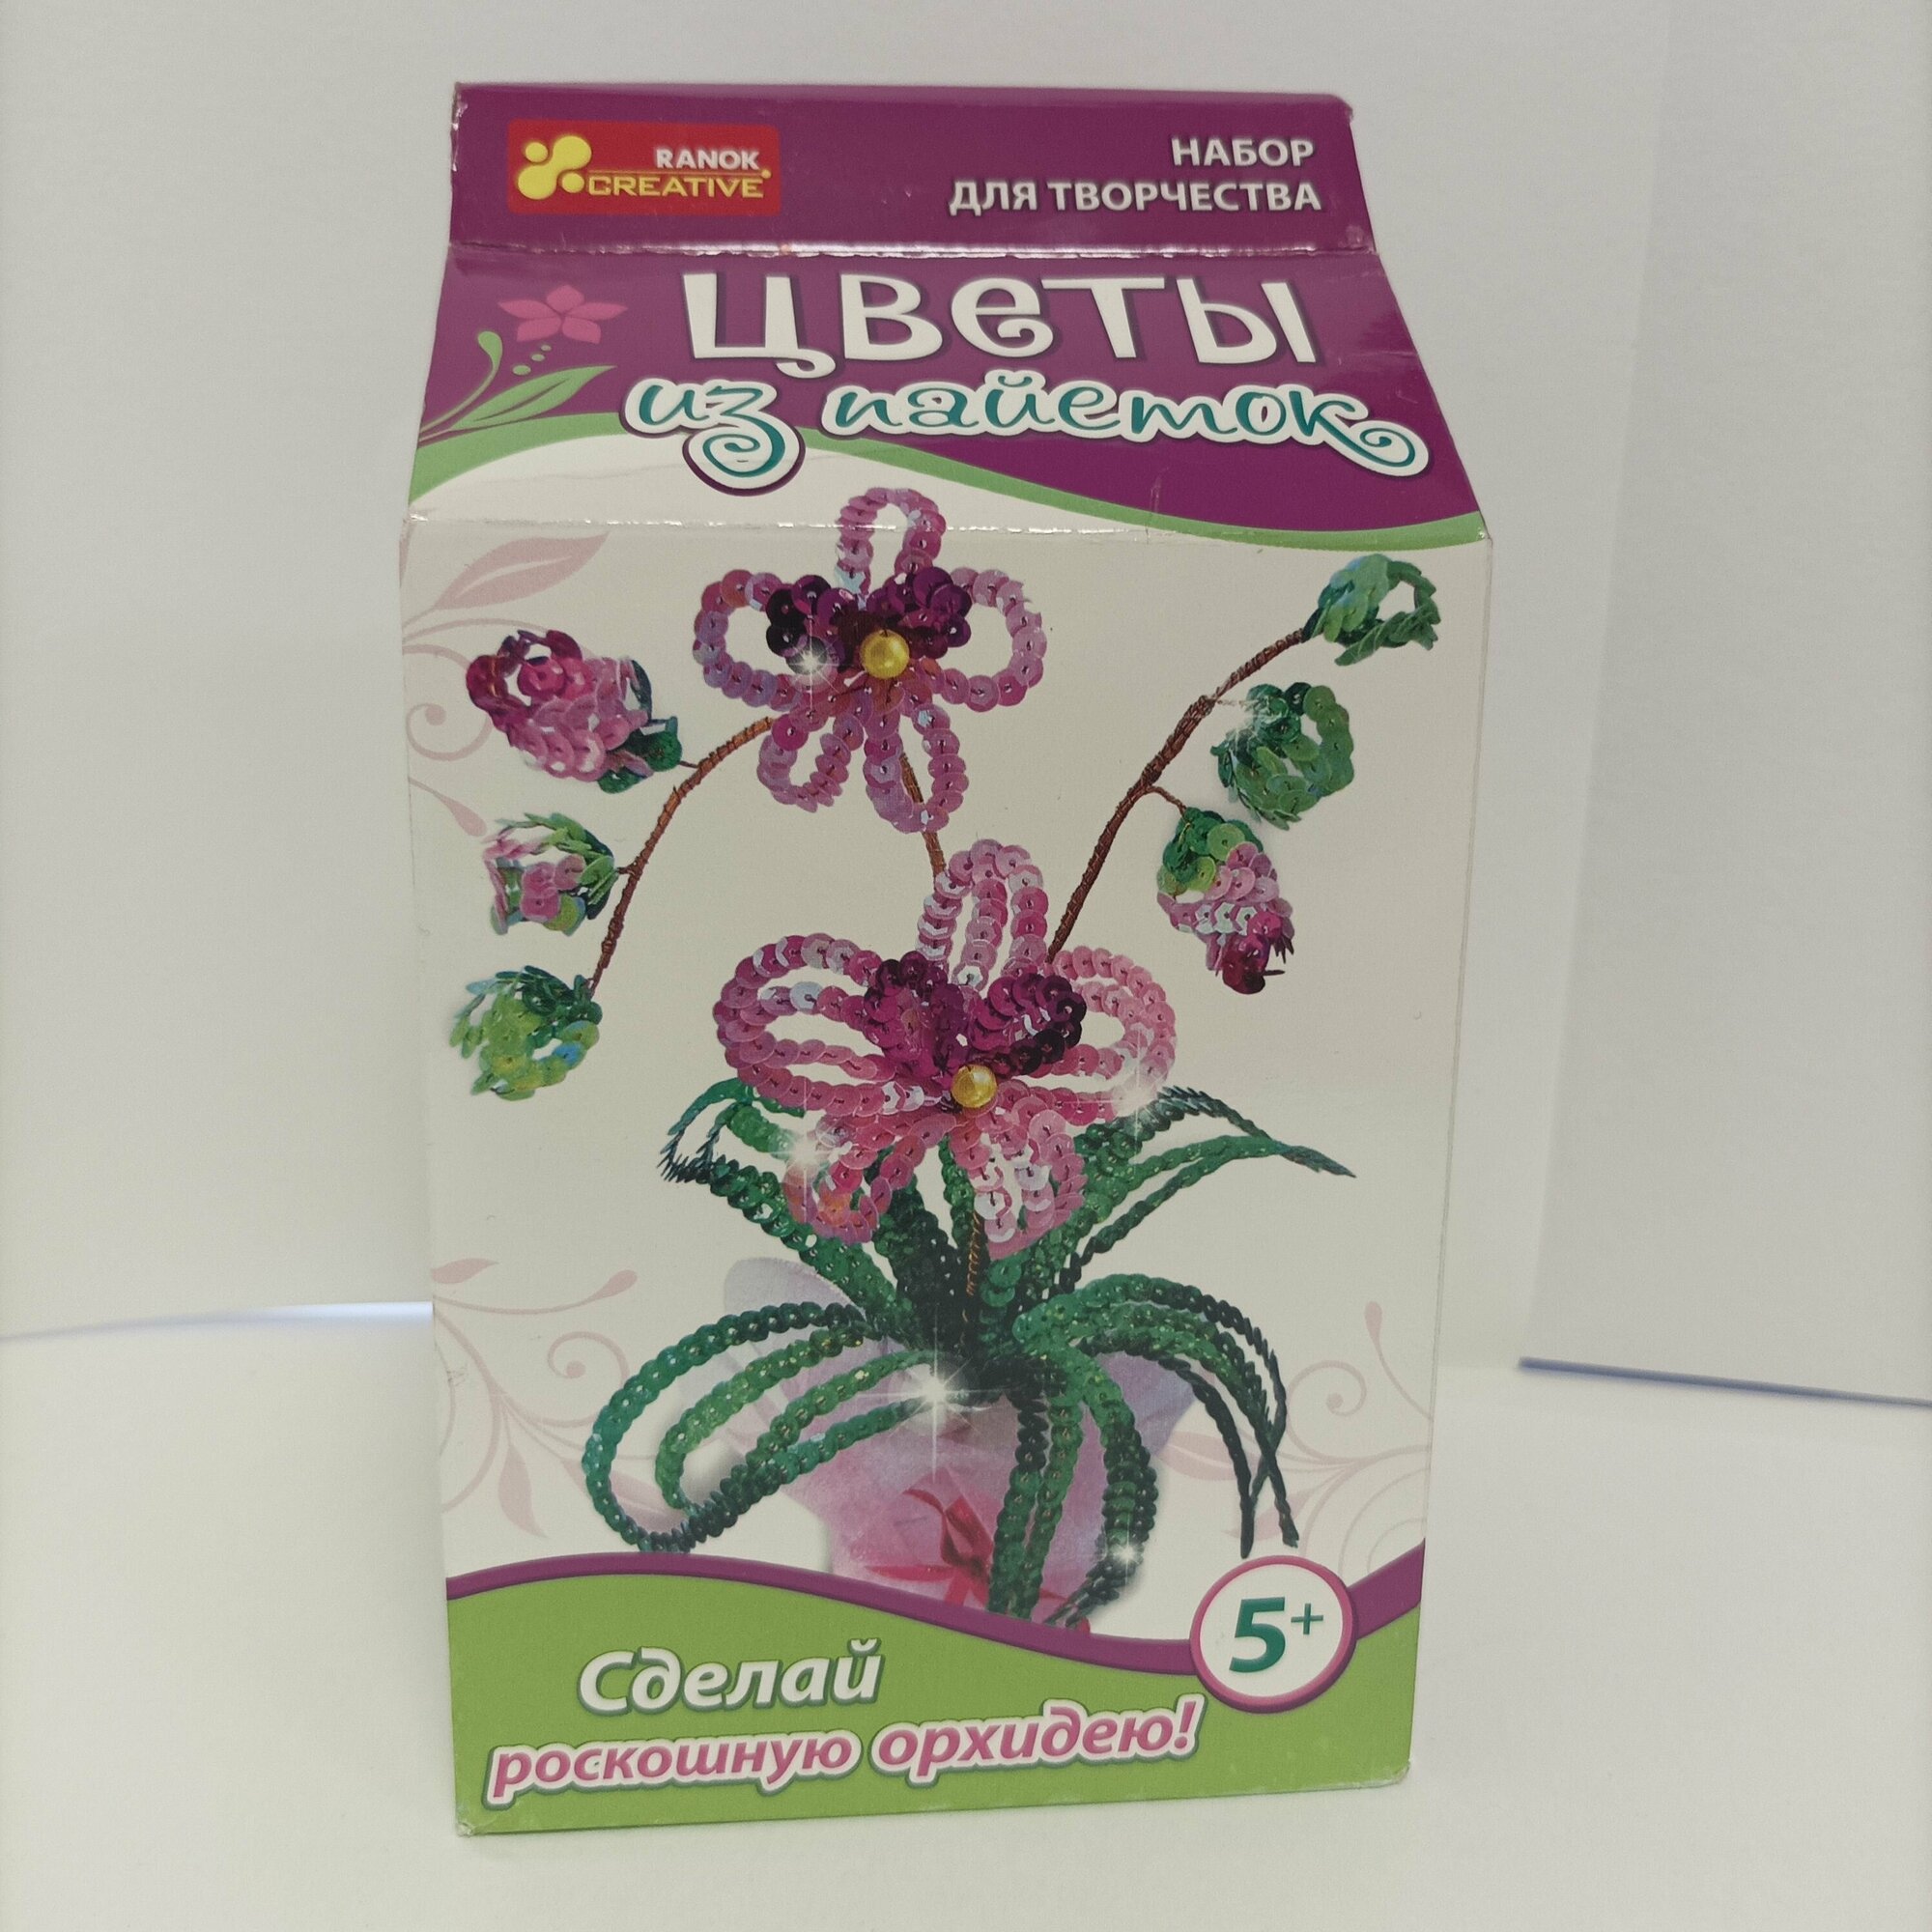 RANOK
CREATIVE
НАБОР
ДЛЯ ТВОРЧЕСТВА
ЦВеТЫ
из пайеток
5+
Сделай
роскошную орхидею!